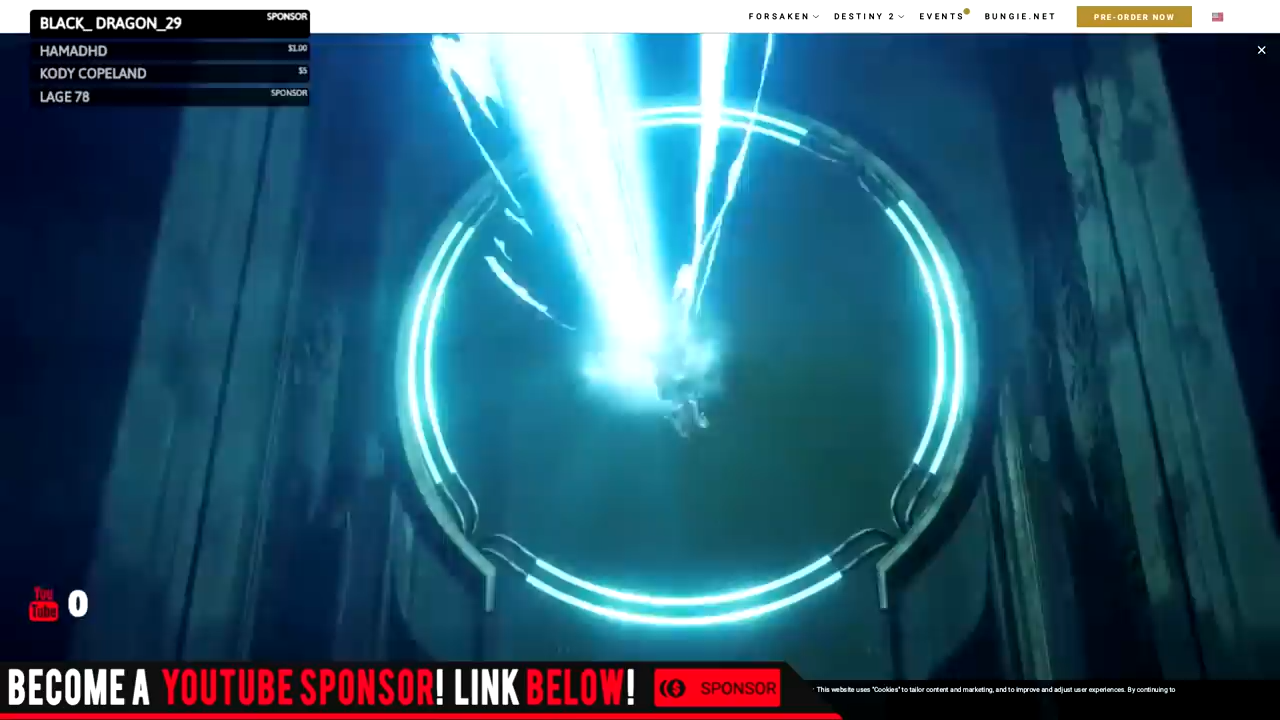 BLACK_ DRAGON_29 SPONSOR
HAMADHD $1.00
KODY COPELAND $5
LAGE 78 SPONSOR
FORSAKEN DESTINY 2 EVENTS BUNGIE.NET PRE-ORDER NOW
You
Tube 0
BECOME A YOUTUBE SPONSOR! LINK BELOW! SPONSOR
This website uses "Cookies" to tailor content and marketing, and to improve and adjust user experiences. By continuing to